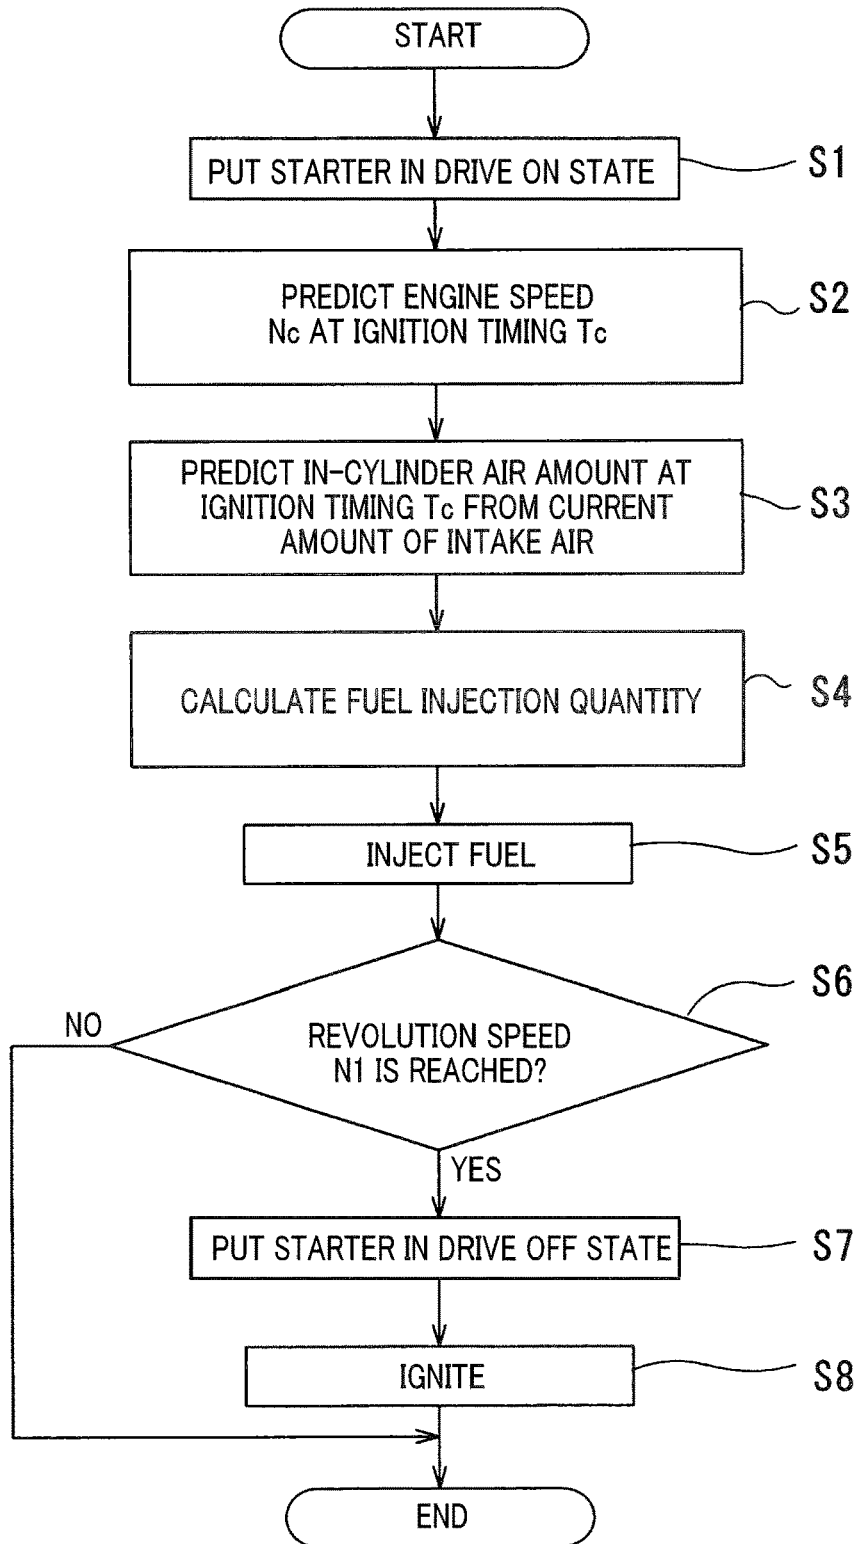 START
PUT STARTER IN DRIVE ON STATE
S1
PREDICT ENGINE SPEED
Nc AT IGNITION TIMING Tc
S2
PREDICT IN-CYLINDER AIR AMOUNT AT
IGNITION TIMING Tc FROM CURRENT
AMOUNT OF INTAKE AIR
S3
CALCULATE FUEL INJECTION QUANTITY
S4
INJECT FUEL
S5
REVOLUTION SPEED
N1 IS REACHED?
S6
NO
YES
PUT STARTER IN DRIVE OFF STATE
S7
IGNITE
S8
END